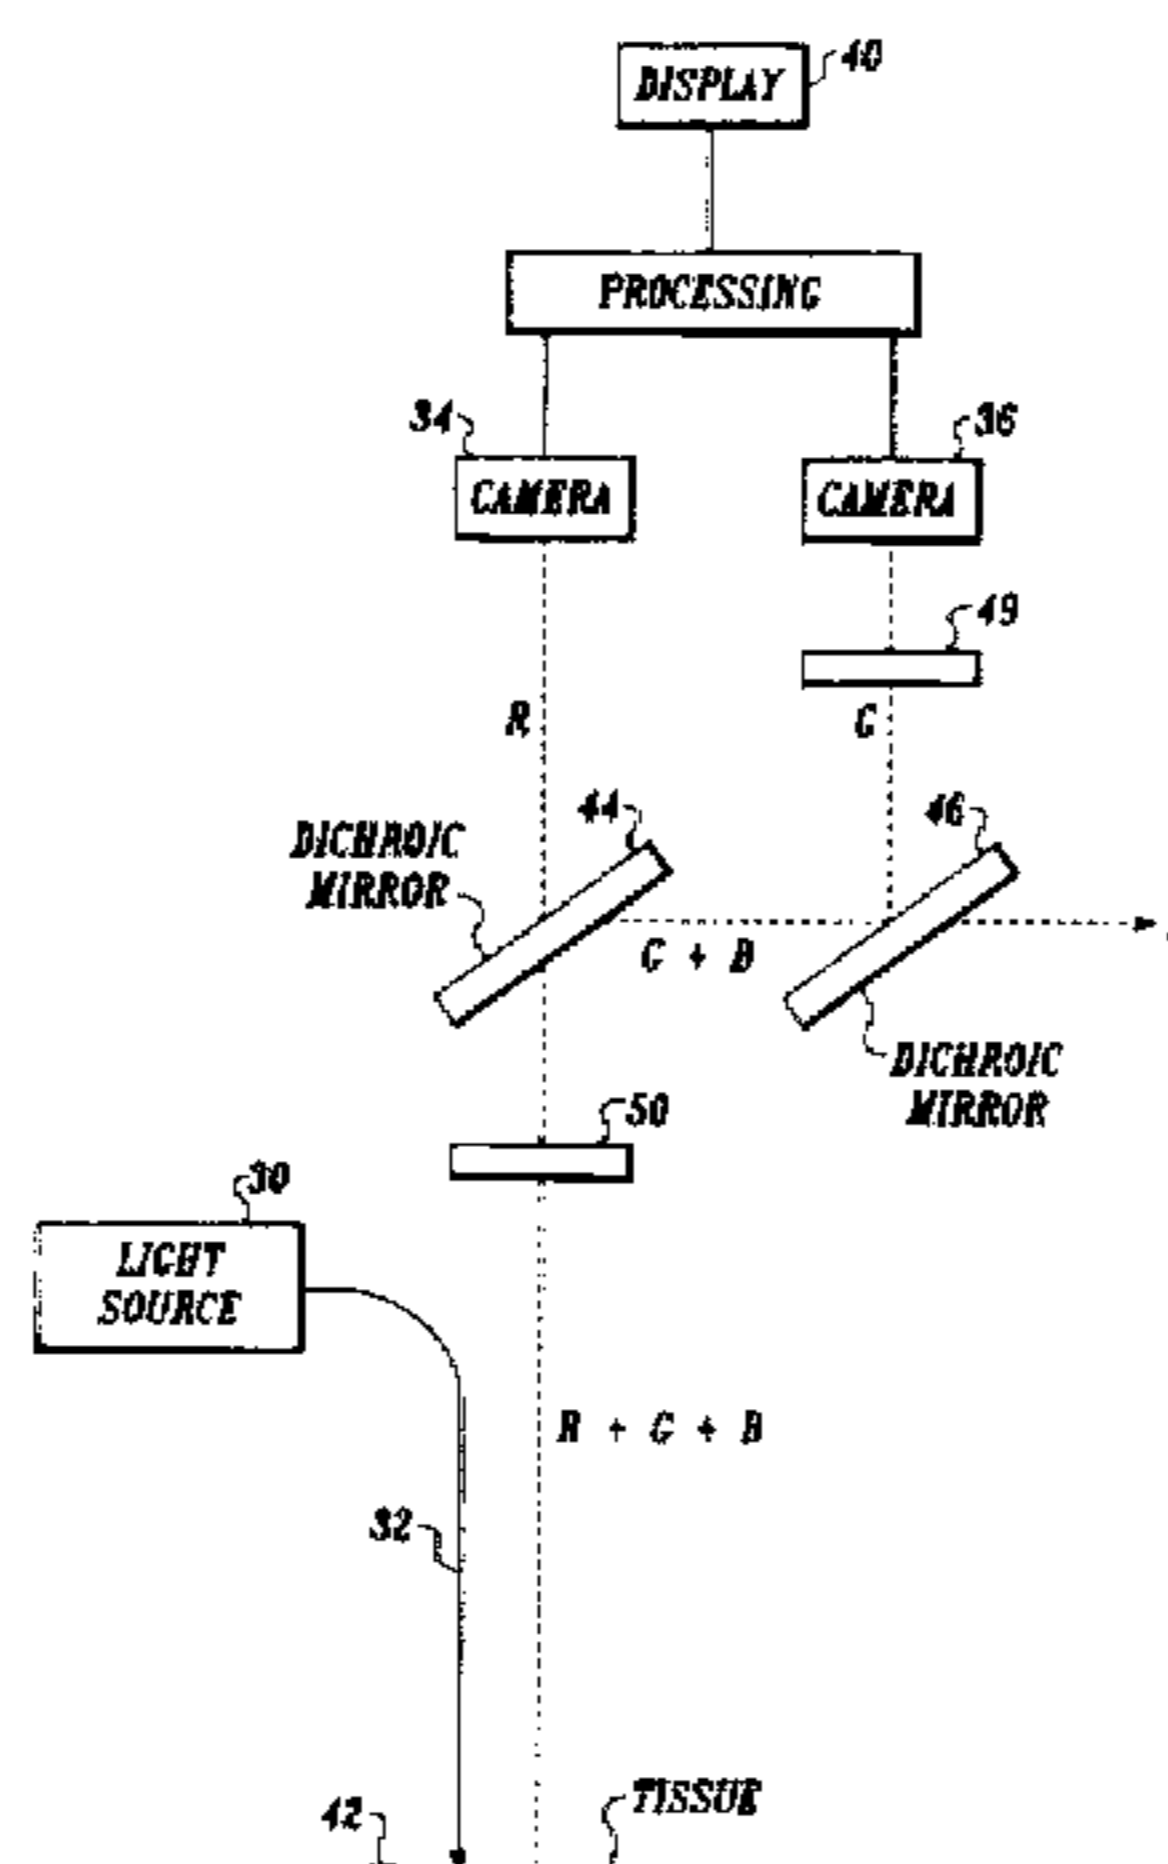 DISPLAY
40
PROCESSING
34
36
CAMERA
CAMERA
49
R
G
44
46
DICHROIC
MIRROR
G + B
DICHROIC
MIRROR
50
30
LIGHT
SOURCE
R + G + B
32
TISSUE
42